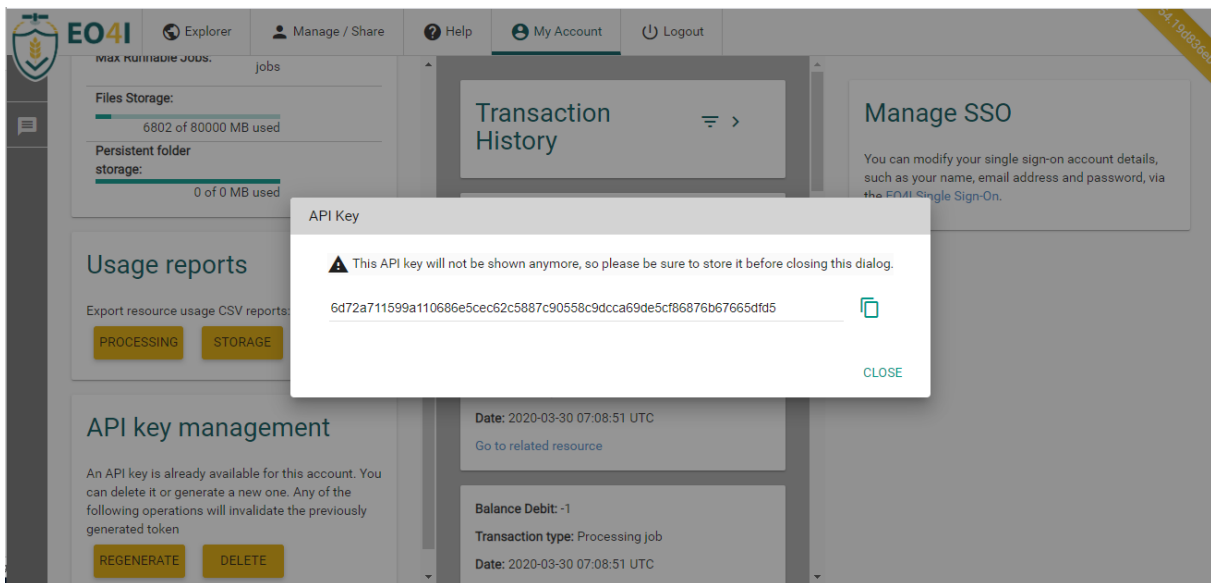 EO4I
Explorer
Manage / Share
Help
My Account
Logout
Max Runnable Jobs:
jobs
Files Storage:
6802 of 80000 MB used
Persistent folder
storage:
0 of 0 MB used
Usage reports
Export resource usage CSV reports:
PROCESSING
STORAGE
API key management
An API key is already available for this account. You
can delete it or generate a new one. Any of the
following operations will invalidate the previously
generated token
REGENERATE
DELETE
Transaction
History
API Key
This API key will not be shown anymore, so please be sure to store it before closing this dialog.
6d72a711599a110686e5cec62c5887c90558c9dcca69de5cf86876b67665dfd5
CLOSE
Date: 2020-03-30 07:08:51 UTC
Go to related resource
Balance Debit: -1
Transaction type: Processing job
Date: 2020-03-30 07:08:51 UTC
Manage SSO
You can modify your single sign-on account details,
such as your name, email address and password, via
the EO4I Single Sign-On.